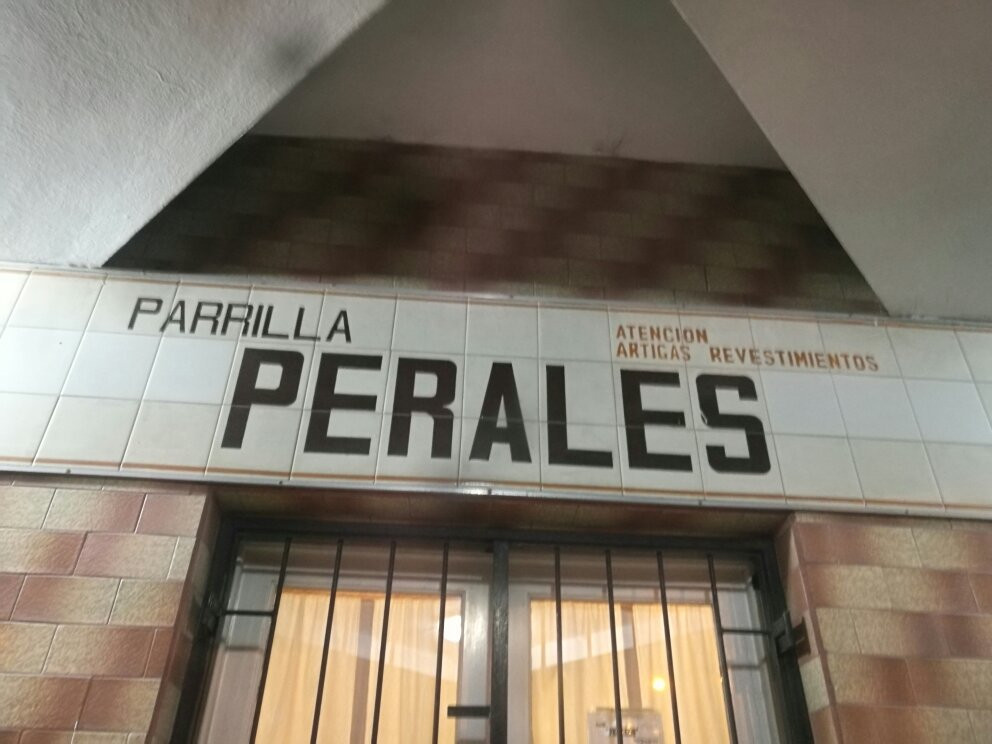 PARRILLA
PERALES
ATENCION
ARTIGAS REVESTIMIENTOS